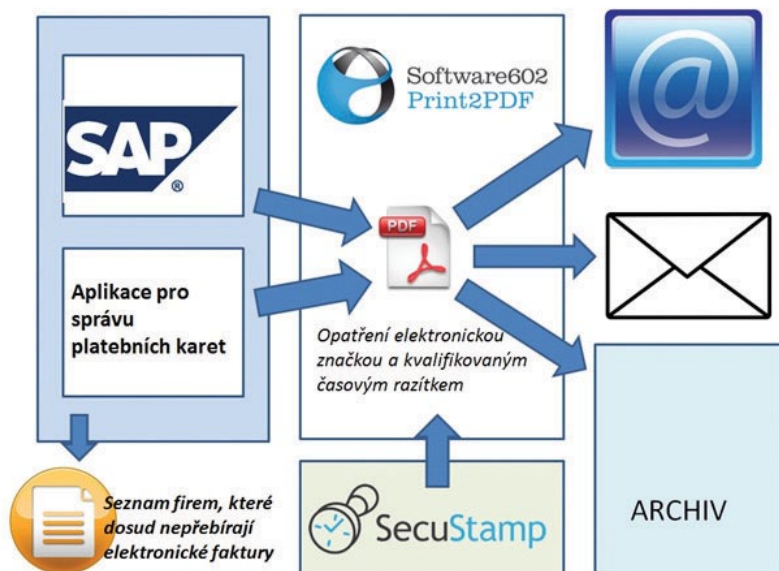 SAP
®
Aplikace pro
správu
platebních karet
Seznam firem, které
dosud nepřebírají
elektronické faktury
Software602
Print2PDF
PDF
Opatření elektronickou
značkou a kvalifikovaným
časovým razítkem
SecuStamp
@
ARCHIV